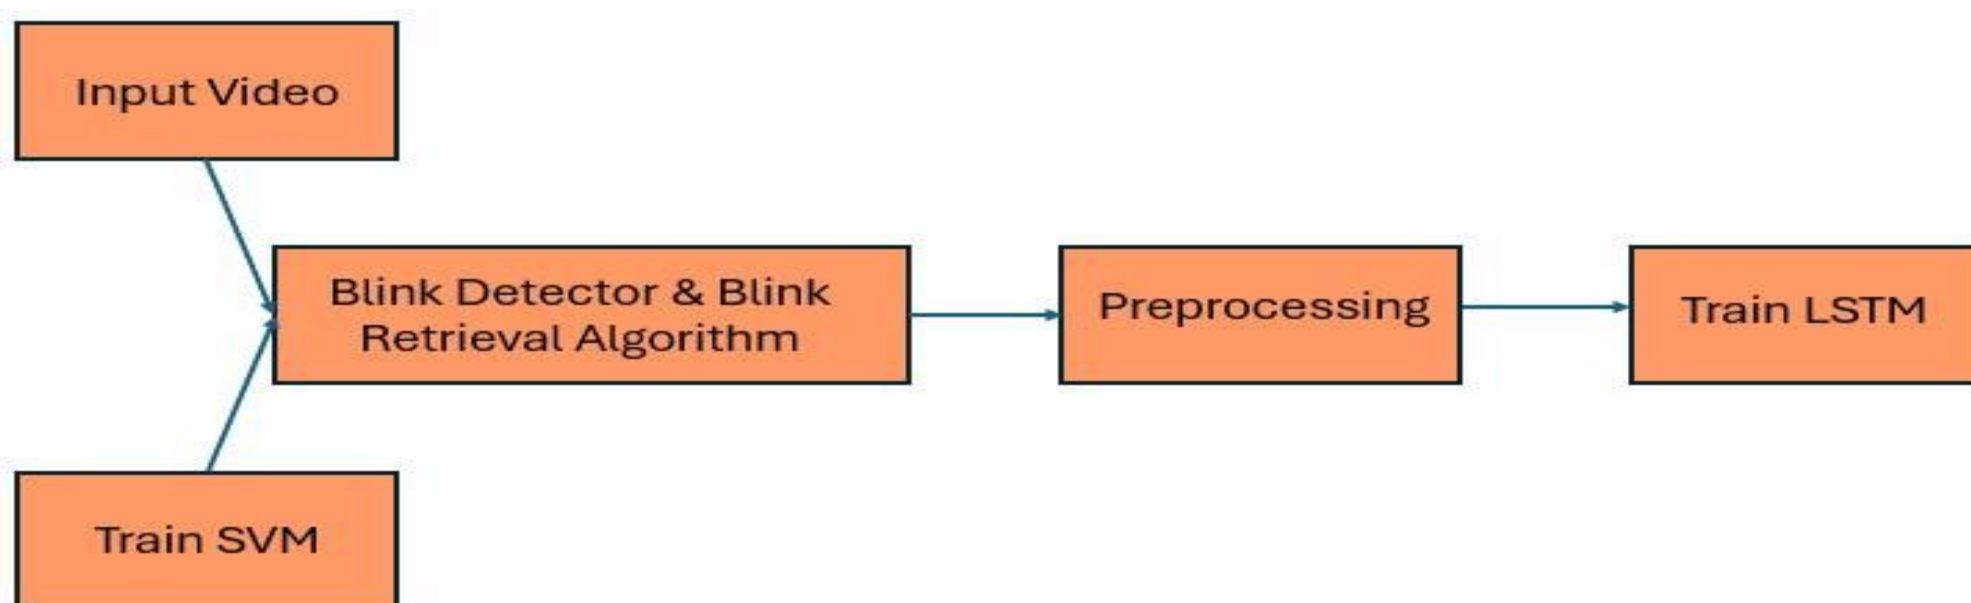 Input Video
Blink Detector & Blink
Retrieval Algorithm
Preprocessing
Train LSTM
Train SVM